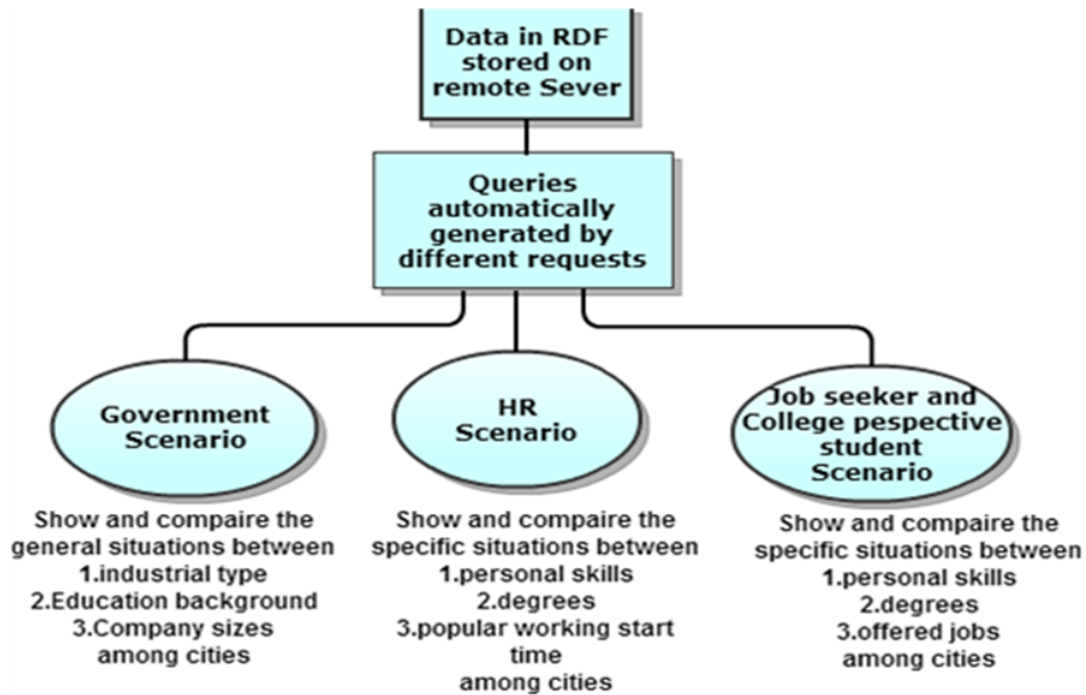 Data in RDF
stored on
remote Sever
Queries
automatically
generated by
different requests
Government
Scenario
HR
Scenario
Job seeker and
College pespective
student
Scenario
Show and compaire the
general situations between
1.industrial type
2.Education background
3.Company sizes
among cities
Show and compaire the
specific situations between
1.personal skills
2.degrees
3.popular working start
time
among cities
Show and compaire the
specific situations between
1.personal skills
2.degrees
3.offered jobs
among cities